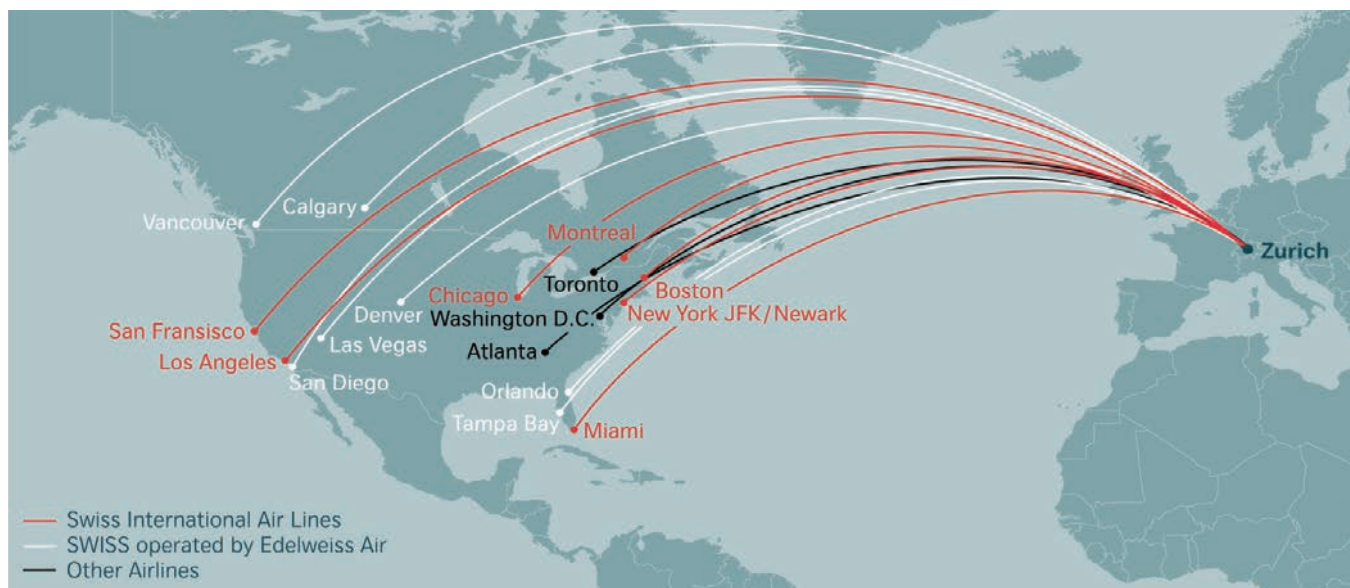 Vancouver
Calgary
Montreal
Zurich
Toronto
Chicago
Boston
Denver
Washington D.C.
New York JFK/Newark
San Fransisco
Las Vegas
Atlanta
Los Angeles
San Diego
Orlando
Tampa Bay
Miami
Swiss International Air Lines
SWISS operated by Edelweiss Air
Other Airlines